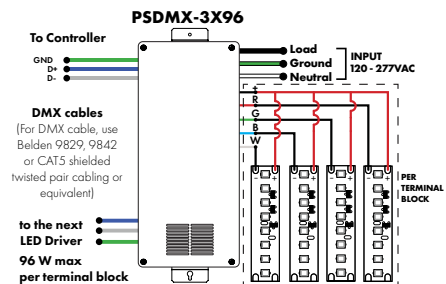 PSDMX-3X96
To Controller
GND
D+
D-
DMX cables
(For DMX cable, use
Belden 9829, 9842
or CAT5 shielded
twisted pair cabling or
equivalent)
to the next
LED Driver
96 W max
per terminal block
Load
Ground
Neutral
INPUT
120 - 277VAC
+
R
G
B
W
- +
- +
- +
- +
PER
TERMINAL
BLOCK